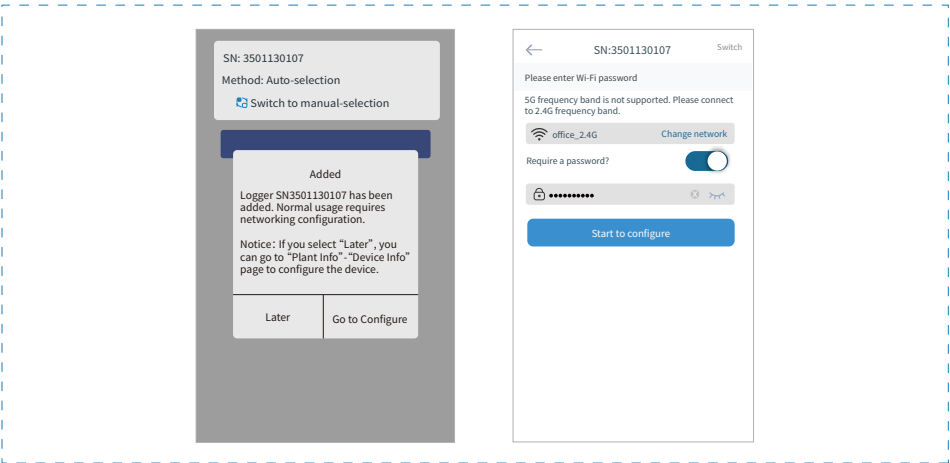 SN: 3501130107
Method: Auto-selection
Switch to manual-selection
Added
Logger SN3501130107 has been
added. Normal usage requires
networking configuration.
Notice: If you select “Later”, you
can go to “Plant Info”-“Device Info”
page to configure the device.
Later
Go to Configure
SN:3501130107
Switch
Please enter Wi-Fi password
5G frequency band is not supported. Please connect
to 2.4G frequency band.
office_2.4G
Change network
Require a password?
••••••••••
Start to configure